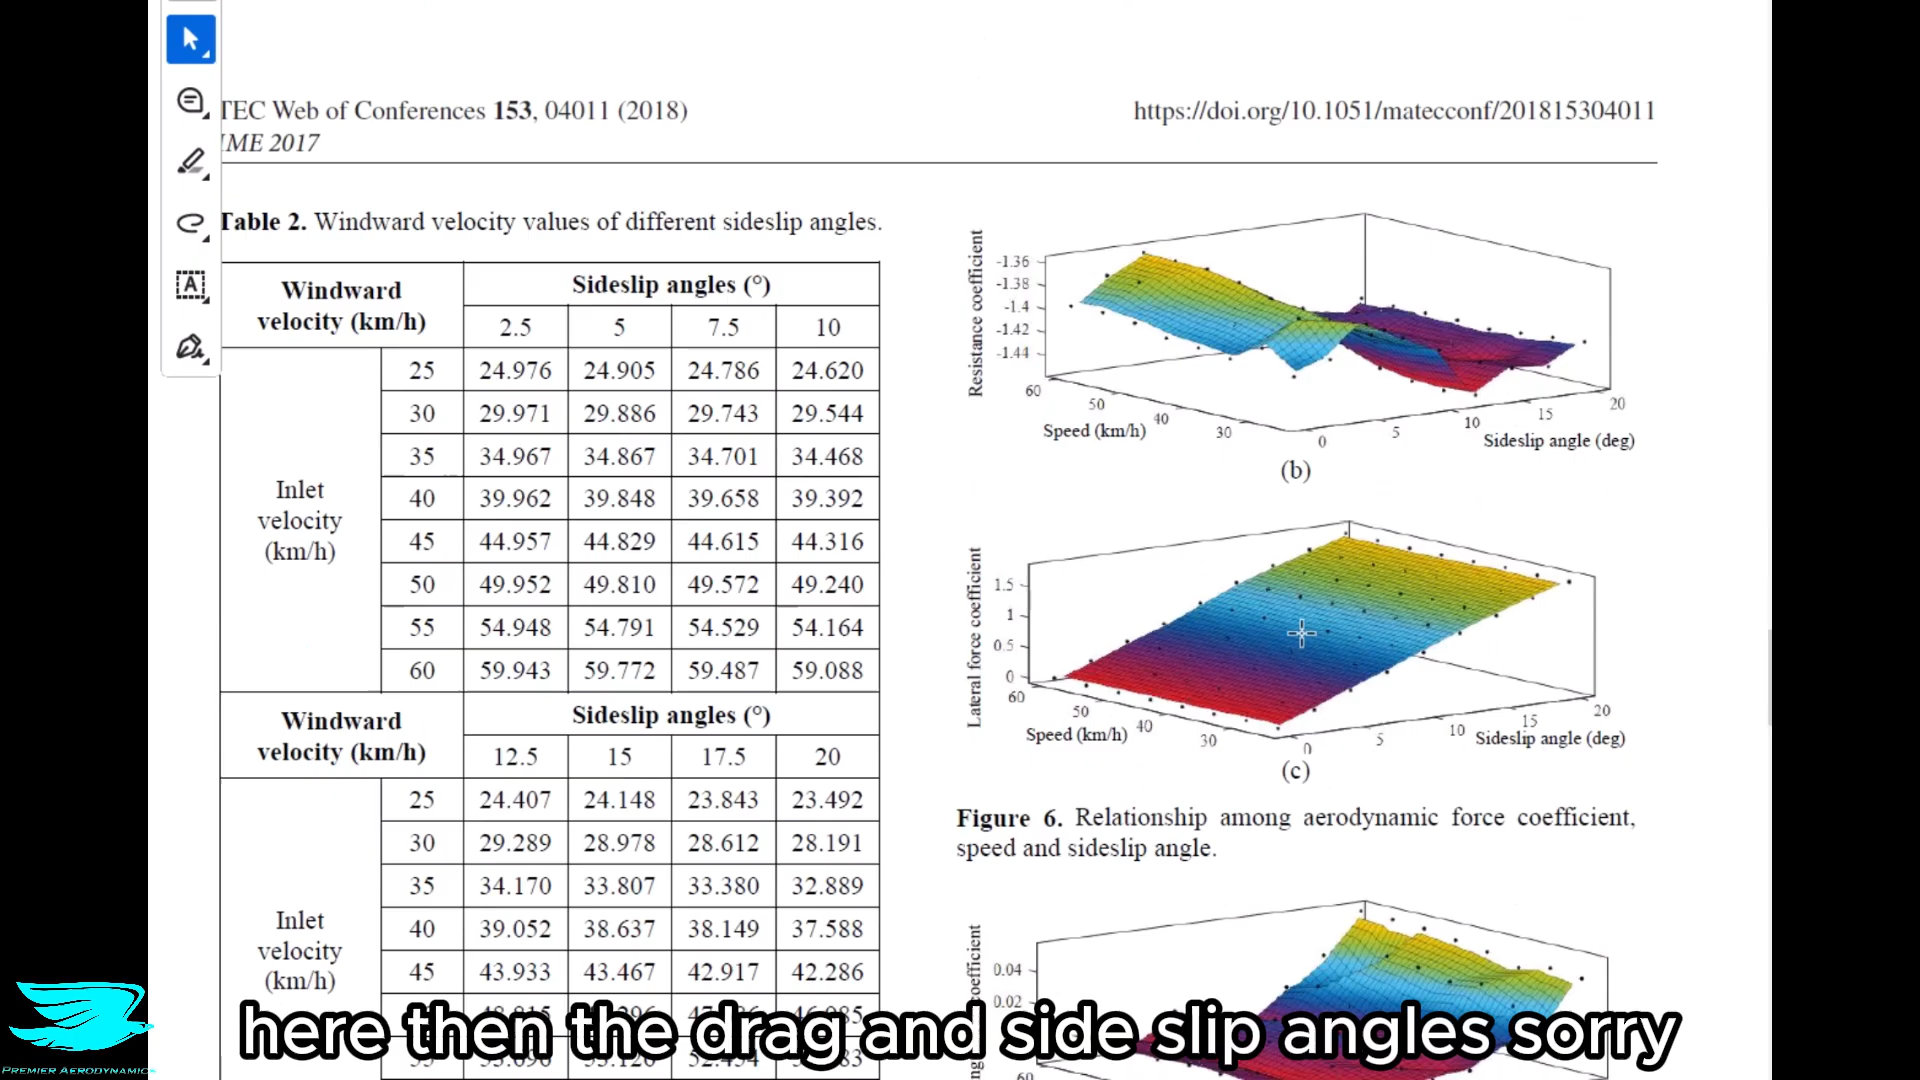 TEC Web of Conferences 153, 04011 (2018)
https://doi.org/10.1051/matecconf/201815304011
IME 2017
Table 2. Windward velocity values of different sideslip angles.
Windward velocity (km/h)
Sideslip angles (°)
2.5 5 7.5 10
Inlet velocity (km/h)
25 24.976 24.905 24.786 24.620
30 29.971 29.886 29.743 29.544
35 34.967 34.867 34.701 34.468
40 39.962 39.848 39.658 39.392
45 44.957 44.829 44.615 44.316
50 49.952 49.810 49.572 49.240
55 54.948 54.791 54.529 54.164
60 59.943 59.772 59.487 59.088
Windward velocity (km/h)
Sideslip angles (°)
12.5 15 17.5 20
Inlet velocity (km/h)
25 24.407 24.148 23.843 23.492
30 29.289 28.978 28.612 28.191
35 34.170 33.807 33.380 32.889
40 39.052 38.637 38.149 37.588
45 43.933 43.467 42.917 42.286
Resistance coefficient
-1.36
-1.38
-1.4
-1.42
-1.44
60 50 40 30
Speed (km/h)
0 5 10 15 20
Sideslip angle (deg)
(b)
Lateral force coefficient
1.5
1
0.5
0
60 50 40 30
Speed (km/h)
0 5 10 15 20
Sideslip angle (deg)
(c)
Figure 6. Relationship among aerodynamic force coefficient,
speed and sideslip angle.
coefficient
0.04
0.02
60
here then the drag and side slip angles sorry
PREMIER AERODYNAMICS